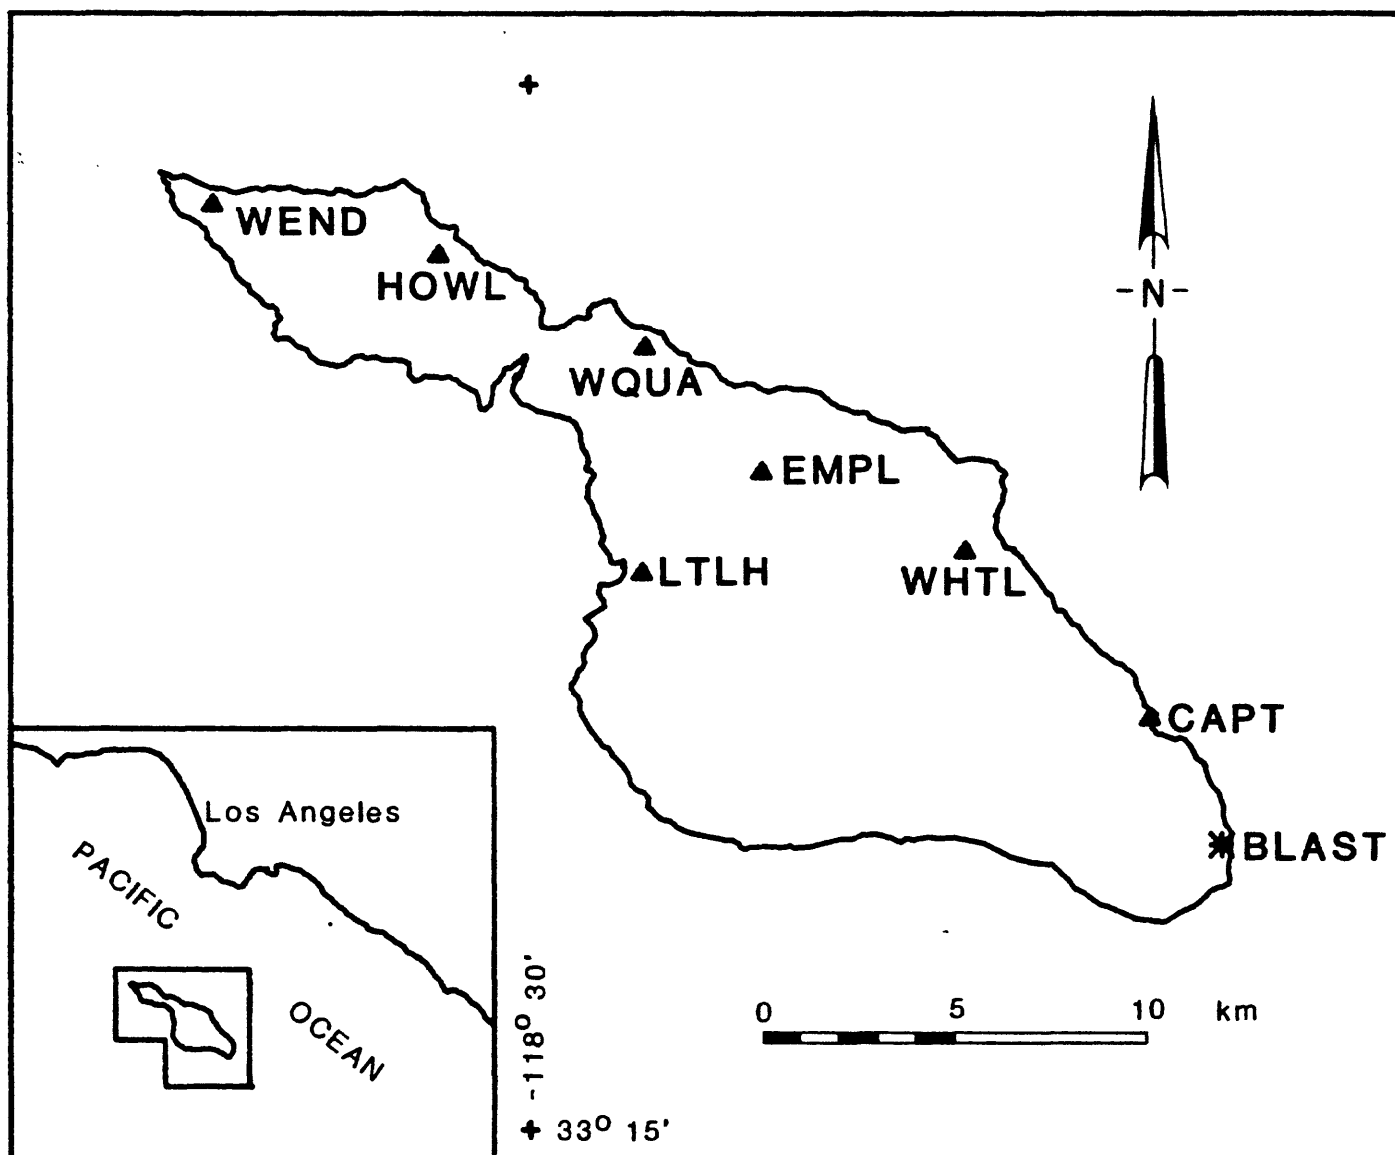 WEND
HOWL
-N-
WQUA
EMPL
LTLH
WHTL
CAPT
BLAST
Los Angeles
PACIFIC
OCEAN
-118° 30'
33° 15'
0 5 10 km